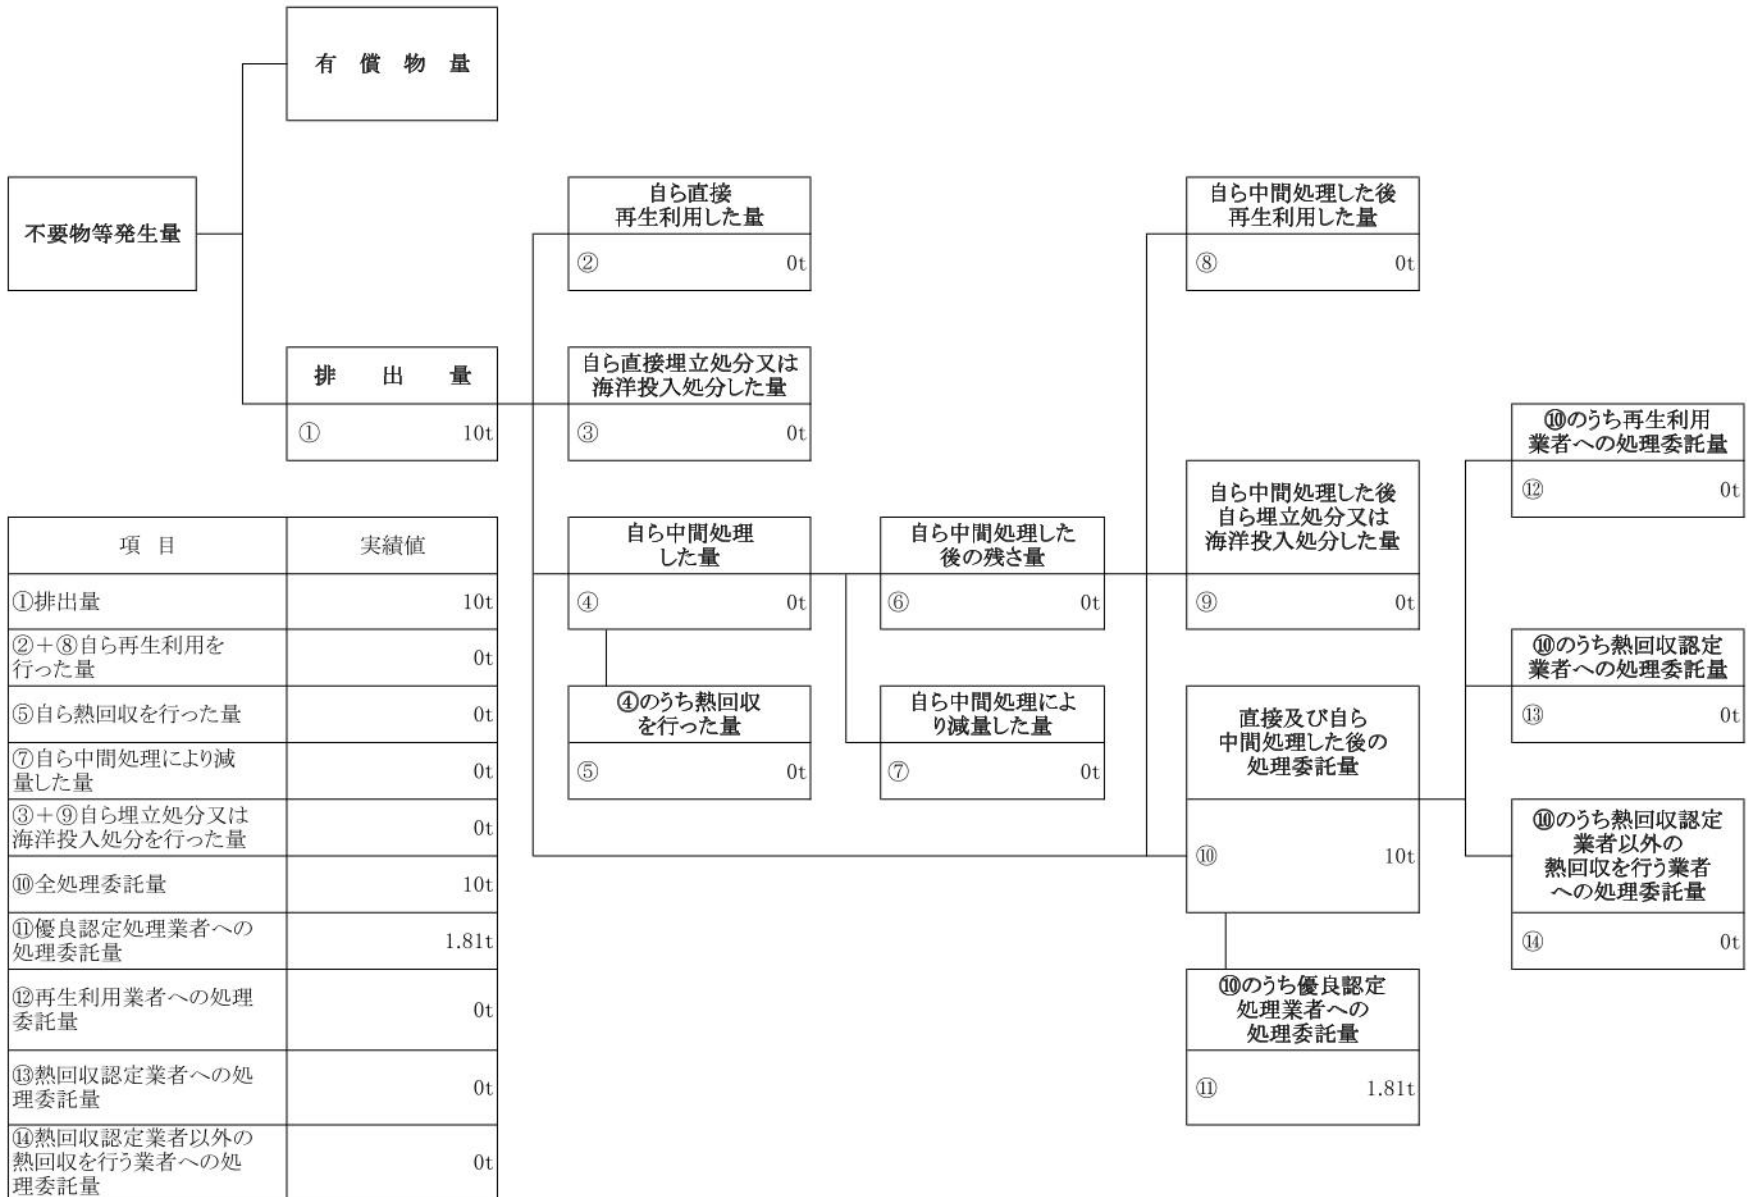 有 償 物 量
不要物等発生量
排 出 量
① 10t
自ら直接
再生利用した量
② 0t
自ら直接埋立処分又は
海洋投入処分した量
③ 0t
自ら中間処理
した量
④ 0t
④のうち熱回収
を行った量
⑤ 0t
自ら中間処理した
後の残さ量
⑥ 0t
自ら中間処理によ
り減量した量
⑦ 0t
自ら中間処理した後
再生利用した量
⑧ 0t
自ら中間処理した後
自ら埋立処分又は
海洋投入処分した量
⑨ 0t
直接及び自ら
中間処理した後の
処理委託量
⑩ 10t
⑩のうち優良認定
処理業者への
処理委託量
⑪ 1.81t
⑩のうち再生利用
業者への処理委託量
⑫ 0t
⑩のうち熱回収認定
業者への処理委託量
⑬ 0t
⑩のうち熱回収認定
業者以外の
熱回収を行う業者
への処理委託量
⑭ 0t
項 目 実績値
①排出量 10t
②+⑧自ら再生利用を
行った量 0t
⑤自ら熱回収を行った量 0t
⑦自ら中間処理により減
量した量 0t
③+⑨自ら埋立処分又は
海洋投入処分を行った量 0t
⑩全処理委託量 10t
⑪優良認定処理業者への
処理委託量 1.81t
⑫再生利用業者への処理
委託量 0t
⑬熱回収認定業者への処
理委託量 0t
⑭熱回収認定業者以外の
熱回収を行う業者への処
理委託量 0t